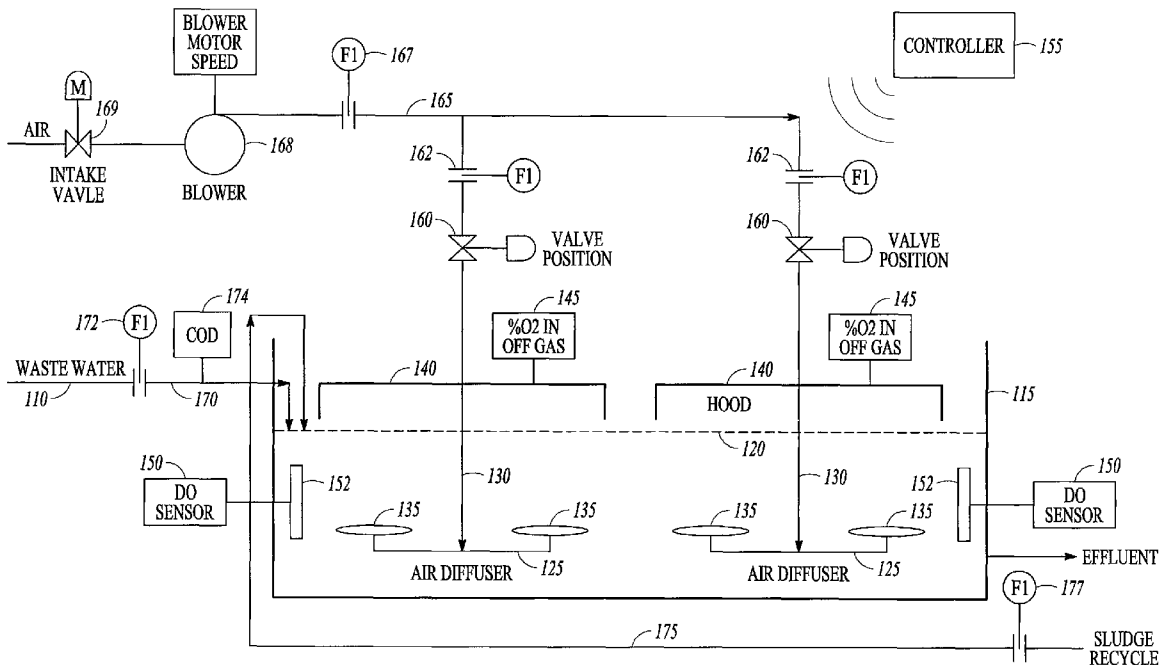 BLOWER
MOTOR
SPEED
F1
167
CONTROLLER
155
M
169
165
AIR
168
INTAKE
VAVLE
BLOWER
162
F1
162
F1
160
VALVE
POSITION
160
VALVE
POSITION
174
145
145
172
F1
COD
%O2 IN
OFF GAS
%O2 IN
OFF GAS
WASTE WATER
140
140
115
110
170
HOOD
120
150
DO
SENSOR
152
130
130
152
150
DO
SENSOR
135
135
135
135
AIR DIFFUSER
125
AIR DIFFUSER
125
EFFLUENT
F1
177
175
SLUDGE
RECYCLE